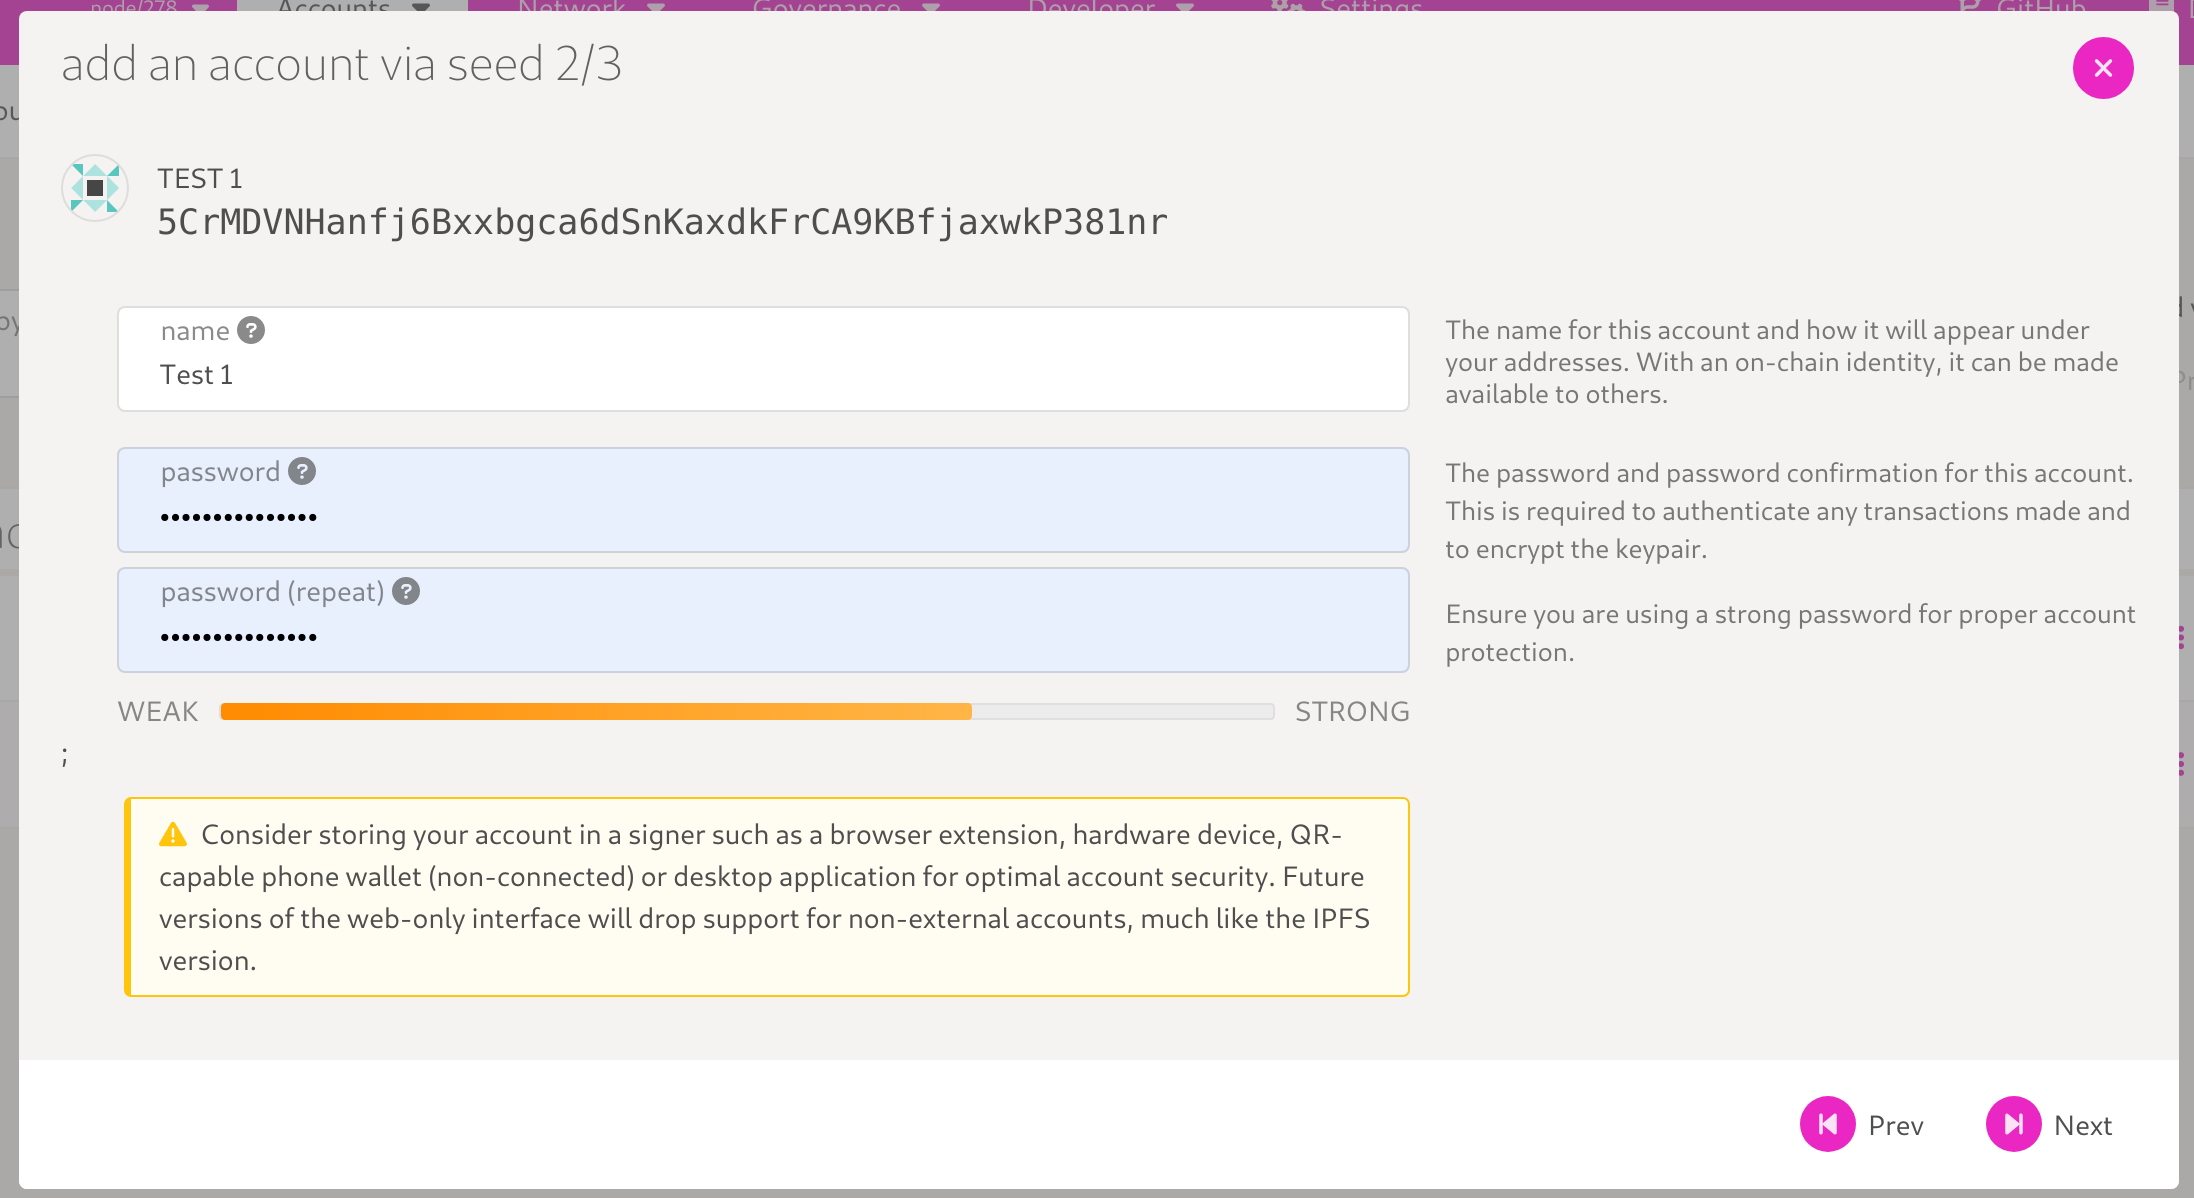 node/278 Accounts Network Governance Developer Settings GitHub
add an account via seed 2/3
TEST 1
5CrMDVNHanfj6Bxxbgca6dSnKaxdkFrCA9KBfjaxwkP381nr
name ?
Test 1
The name for this account and how it will appear under
your addresses. With an on-chain identity, it can be made
available to others.
password ?
•••••••••••••••
The password and password confirmation for this account.
This is required to authenticate any transactions made and
to encrypt the keypair.
password (repeat) ?
•••••••••••••••
Ensure you are using a strong password for proper account
protection.
WEAK STRONG
;
Consider storing your account in a signer such as a browser extension, hardware device, QR-
capable phone wallet (non-connected) or desktop application for optimal account security. Future
versions of the web-only interface will drop support for non-external accounts, much like the IPFS
version.
Prev Next